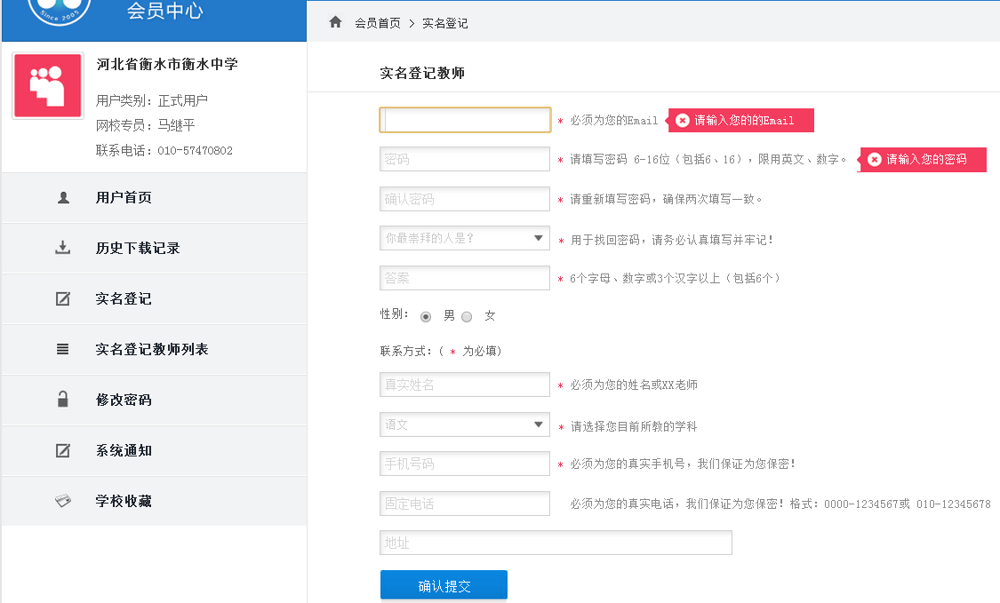 Since 2005
会员中心
河北省衡水市衡水中学
用户类别：正式用户
网校专员：马继平
联系电话：010-57470802
用户首页
历史下载记录
实名登记
实名登记教师列表
修改密码
系统通知
学校收藏
会员首页 > 实名登记
实名登记教师
* 必须为您的Email 请输入您的的Email
密码 * 请填写密码 6-16位（包括6、16），限用英文、数字。 请输入您的密码
确认密码 * 请重新填写密码，确保两次填写一致。
你最崇拜的人是？ * 用于找回密码，请务必认真填写并牢记！
答案 * 6个字母、数字或3个汉字以上（包括6个）
性别： 男 女
联系方式：( * 为必填)
真实姓名 * 必须为您的姓名或XX老师
语文 * 请选择您目前所教的学科
手机号码 * 必须为您的真实手机号，我们保证为您保密！
固定电话 必须为您的真实电话，我们保证为您保密！格式：0000-1234567或 010-12345678
地址
确认提交